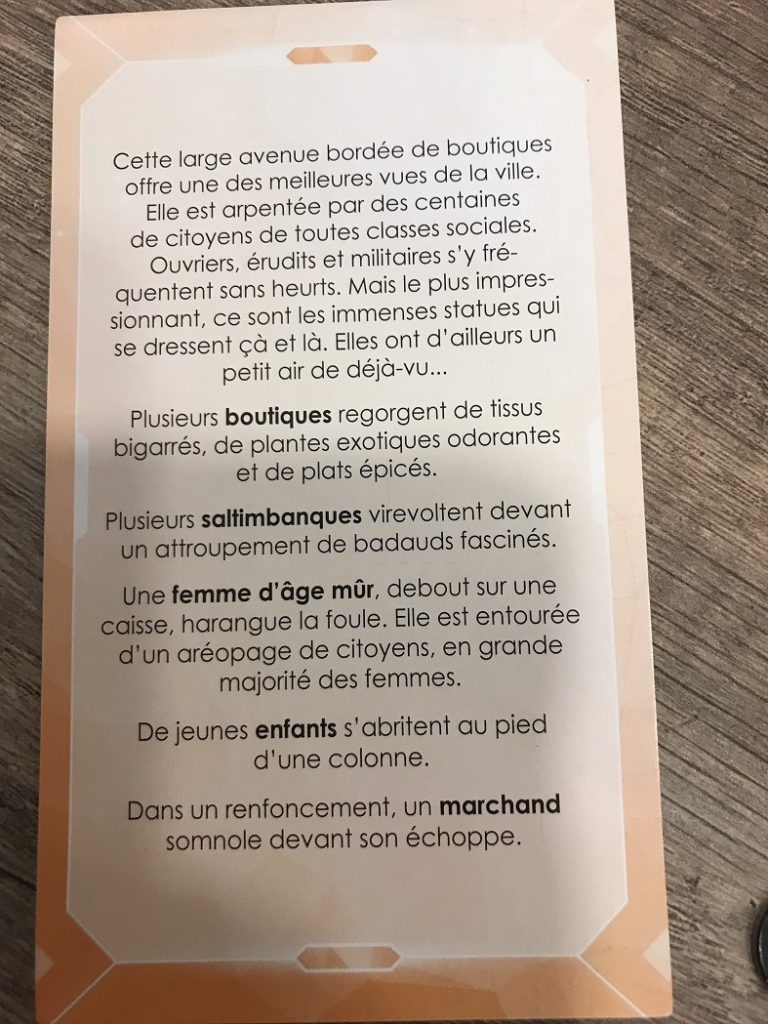 Cette large avenue bordée de boutiques
offre une des meilleures vues de la ville.
Elle est arpentée par des centaines
de citoyens de toutes classes sociales.
Ouvriers, érudits et militaires s'y fré-
quentent sans heurts. Mais le plus impres-
sionnant, ce sont les immenses statues qui
se dressent çà et là. Elles ont d'ailleurs un
petit air de déjà-vu...
Plusieurs boutiques regorgent de tissus
bigarrés, de plantes exotiques odorantes
et de plats épicés.
Plusieurs saltimbanques virevoltent devant
un attroupement de badauds fascinés.
Une femme d'âge mûr, debout sur une
caisse, harangue la foule. Elle est entourée
d'un aréopage de citoyens, en grande
majorité des femmes.
De jeunes enfants s'abritent au pied
d'une colonne.
Dans un renfoncement, un marchand
somnole devant son échoppe.